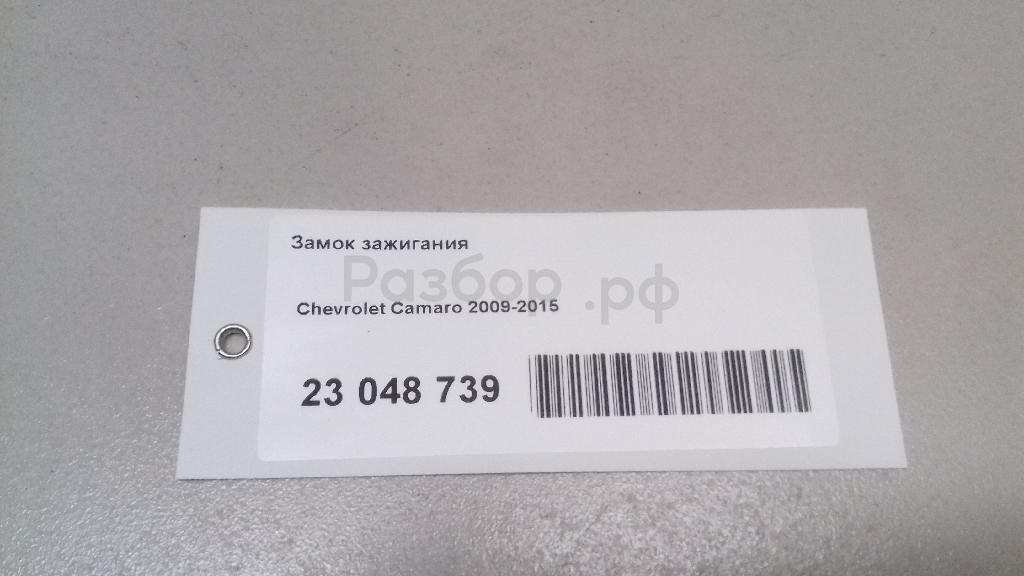 Замок зажигания
Разбор.рф
Chevrolet Camaro 2009-2015
23 048 739